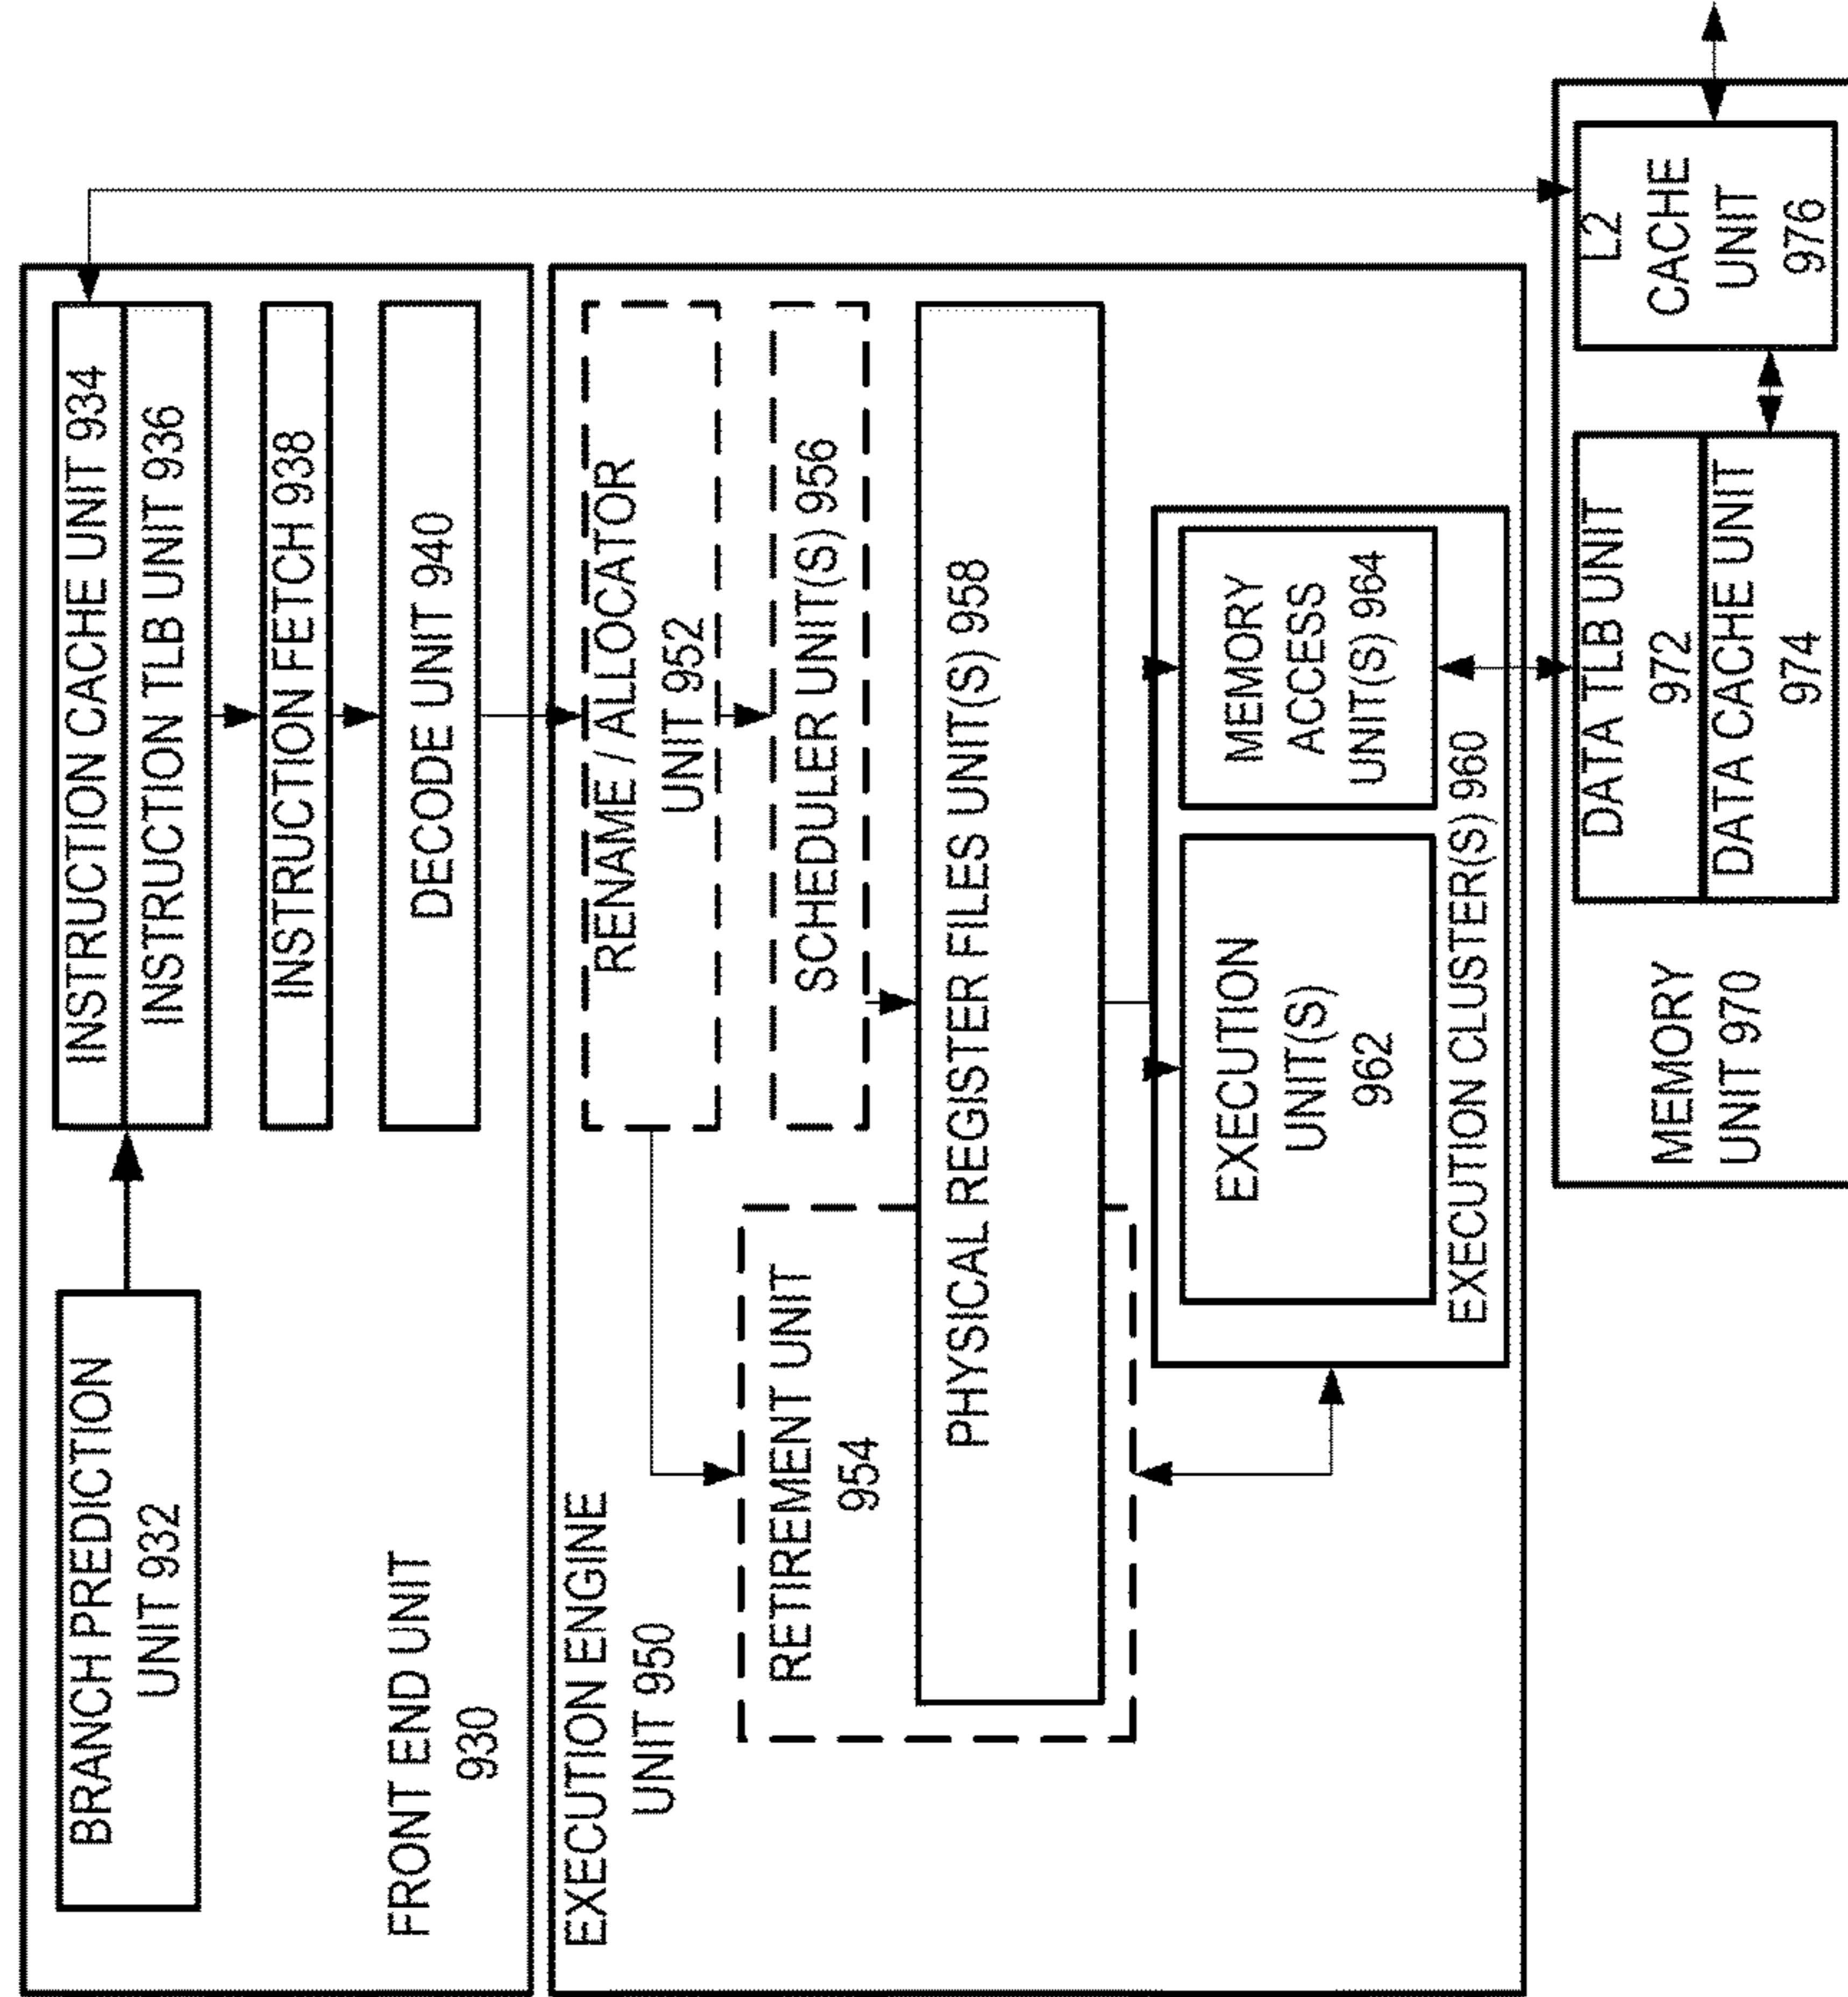 BRANCH PREDICTION
UNIT 932
INSTRUCTION CACHE UNIT 934
INSTRUCTION TLB UNIT 936
INSTRUCTION FETCH 938
DECODE UNIT 940
FRONT END UNIT
930
EXECUTION ENGINE
UNIT 950
RENAME / ALLOCATOR
UNIT 952
RETIREMENT UNIT
954
SCHEDULER UNIT(S) 956
PHYSICAL REGISTER FILES UNIT(S) 958
EXECUTION
UNIT(S)
962
MEMORY
ACCESS
UNIT(S) 964
EXECUTION CLUSTER(S) 960
MEMORY
UNIT 970
DATA TLB UNIT
972
DATA CACHE UNIT
974
L2
CACHE
UNIT
976